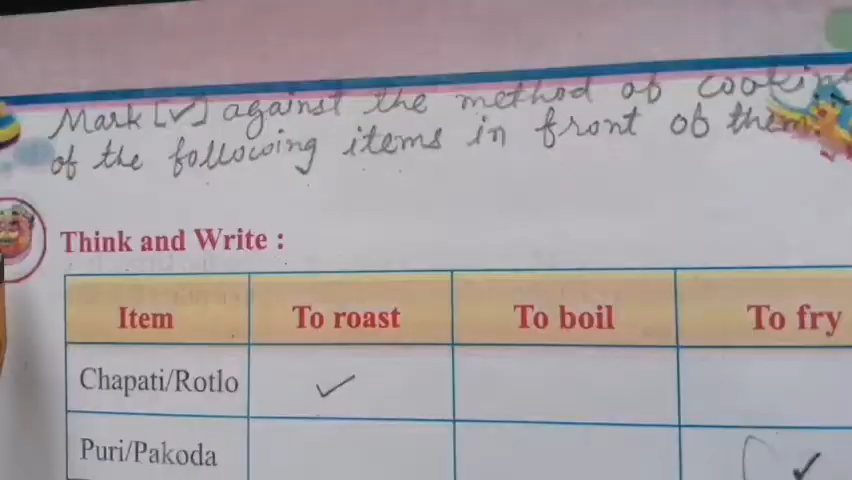 Mark [✓] against the method of cooking
of the following items in front of them.
Think and Write :
Item To roast To boil To fry
Chapati/Rotlo ✓
Puri/Pakoda ✓